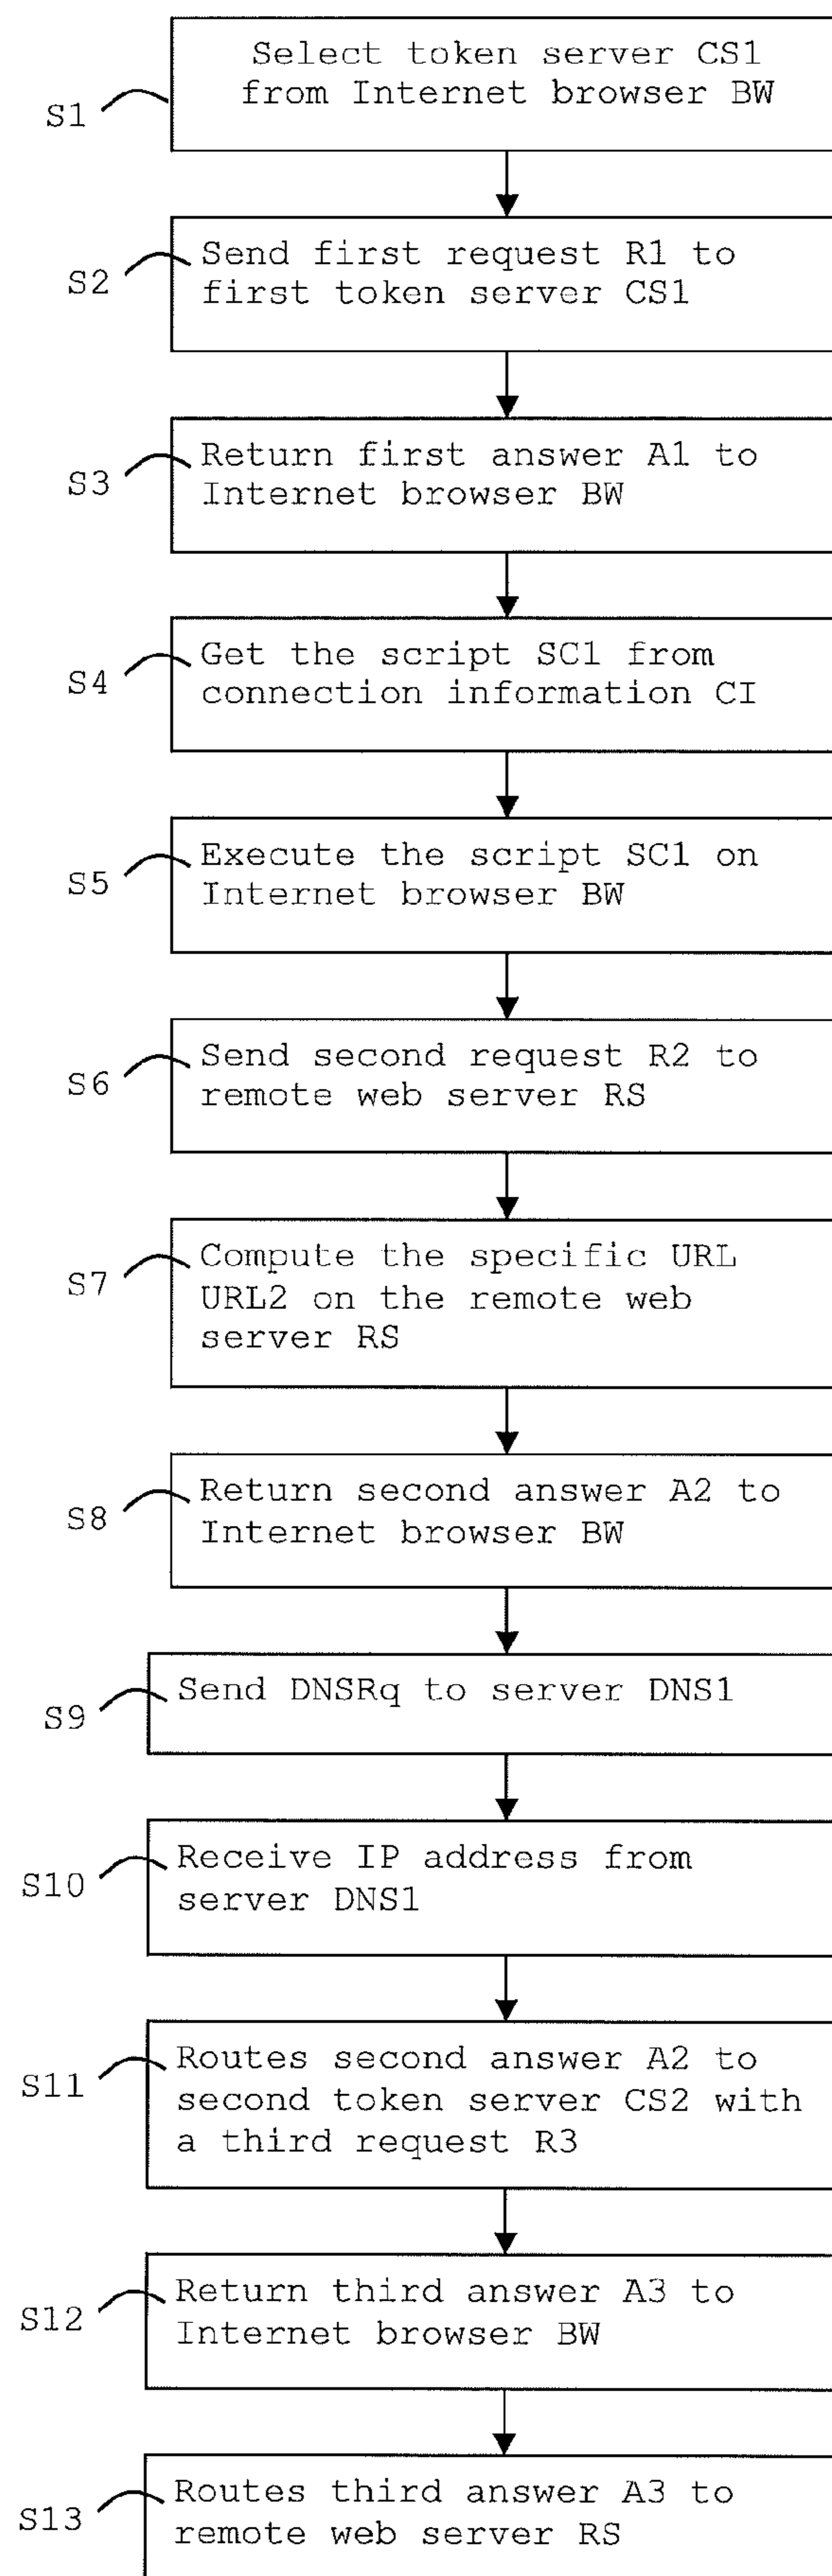 Select token server CS1
from Internet browser BW
S1
Send first request R1 to
first token server CS1
S2
Return first answer A1 to
Internet browser BW
S3
Get the script SC1 from
connection information CI
S4
Execute the script SC1 on
Internet browser BW
S5
Send second request R2 to
remote web server RS
S6
Compute the specific URL
URL2 on the remote web
server RS
S7
Return second answer A2 to
Internet browser BW
S8
Send DNSRq to server DNS1
S9
Receive IP address from
server DNS1
S10
Routes second answer A2 to
second token server CS2 with
a third request R3
S11
Return third answer A3 to
Internet browser BW
S12
Routes third answer A3 to
remote web server RS
S13